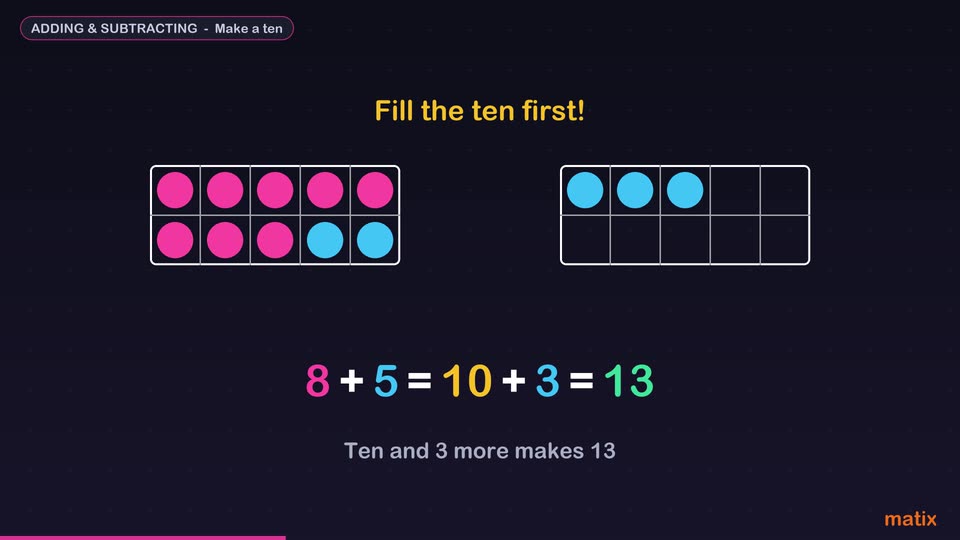 ADDING & SUBTRACTING - Make a ten
Fill the ten first!
8 + 5 = 10 + 3 = 13
Ten and 3 more makes 13
matix